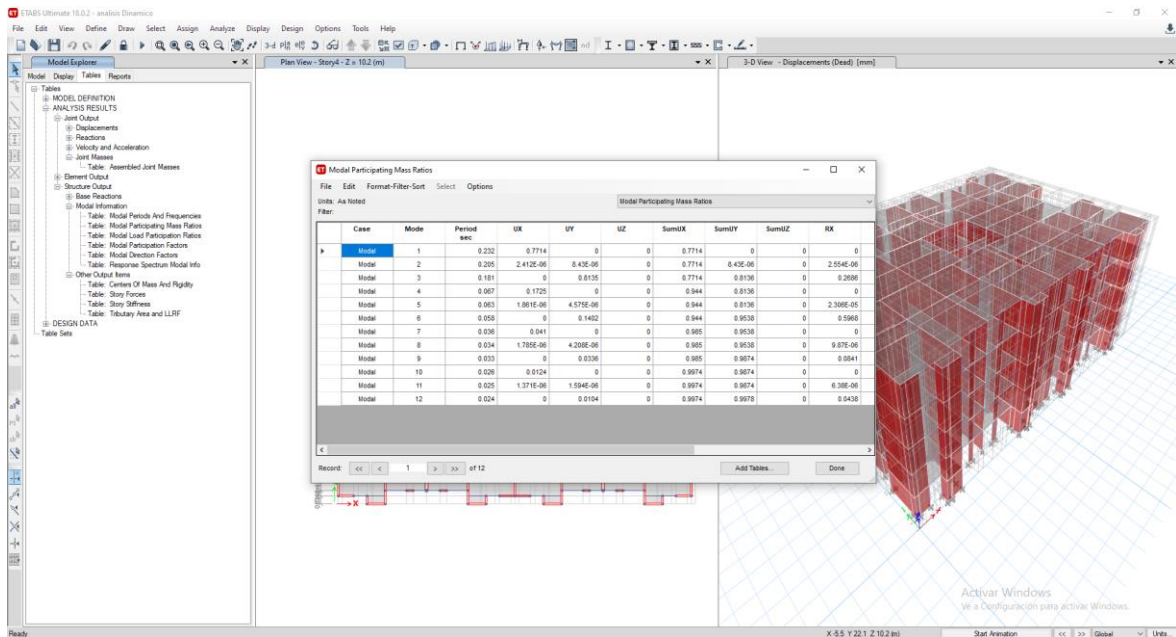 ETABS Ultimate 18.0.2 - analisis Dinamico
File Edit View Define Draw Select Assign Analyze Display Design Options Tools Help
Model Explorer
Model Display Tables Reports
Tables
MODEL DEFINITION
ANALYSIS RESULTS
Joint Output
Displacements
Reactions
Velocity and Acceleration
Joint Masses
Table: Assembled Joint Masses
Element Output
Structure Output
Base Reactions
Modal Information
Table: Modal Periods And Frequencies
Table: Modal Participating Mass Ratios
Table: Modal Load Participation Ratios
Table: Modal Participation Factors
Table: Modal Direction Factors
Table: Response Spectrum Modal Info
Other Output Items
Table: Centers Of Mass And Rigidity
Table: Story Forces
Table: Story Stiffness
Table: Tributary Area and LLRF
DESIGN DATA
Table Sets
Plan View - Story4 - Z = 10.2 (m)
3-D View - Displacements (Dead) [mm]
Modal Participating Mass Ratios
File Edit Format-Filter-Sort Select Options
Units: As Noted Modal Participating Mass Ratios
Filter:
Case Mode Period sec UX UY UZ SumUX SumUY SumUZ RX
Modal 1 0.232 0.7714 0 0 0.7714 0 0 0
Modal 2 0.205 2.412E-06 8.43E-06 0 0.7714 8.43E-06 0 2.554E-06
Modal 3 0.181 0 0.8135 0 0.7714 0.8136 0 0.2686
Modal 4 0.067 0.1725 0 0 0.944 0.8136 0 0
Modal 5 0.063 1.861E-06 4.575E-06 0 0.944 0.8136 0 2.306E-05
Modal 6 0.058 0 0.1402 0 0.944 0.9538 0 0.5968
Modal 7 0.036 0.041 0 0 0.985 0.9538 0 0
Modal 8 0.034 1.785E-06 4.208E-06 0 0.985 0.9538 0 9.87E-06
Modal 9 0.033 0 0.0336 0 0.985 0.9874 0 0.0841
Modal 10 0.026 0.0124 0 0 0.9974 0.9874 0 0
Modal 11 0.025 1.371E-06 1.594E-06 0 0.9974 0.9874 0 6.38E-06
Modal 12 0.024 0 0.0104 0 0.9974 0.9978 0 0.0438
Record: << < 1 > >> of 12 Add Tables... Done
X
Activar Windows
Ve a Configuración para activar Windows.
Ready X -5.5 Y 22.1 Z 10.2 (m) Start Animation << >> Global Units